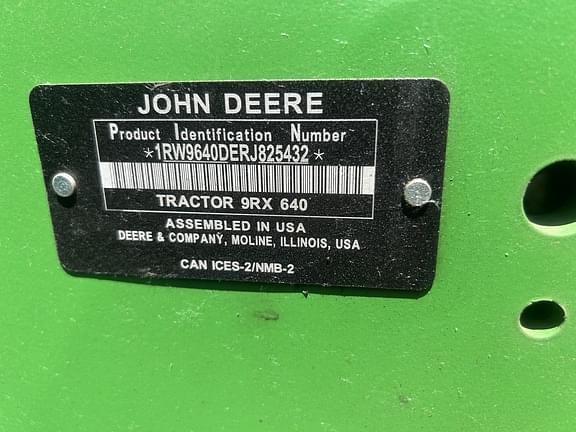 JOHN DEERE
Product Identification Number
*1RW9640DERJ825432*
TRACTOR 9RX 640
ASSEMBLED IN USA
DEERE & COMPANY, MOLINE, ILLINOIS, USA
CAN ICES-2/NMB-2